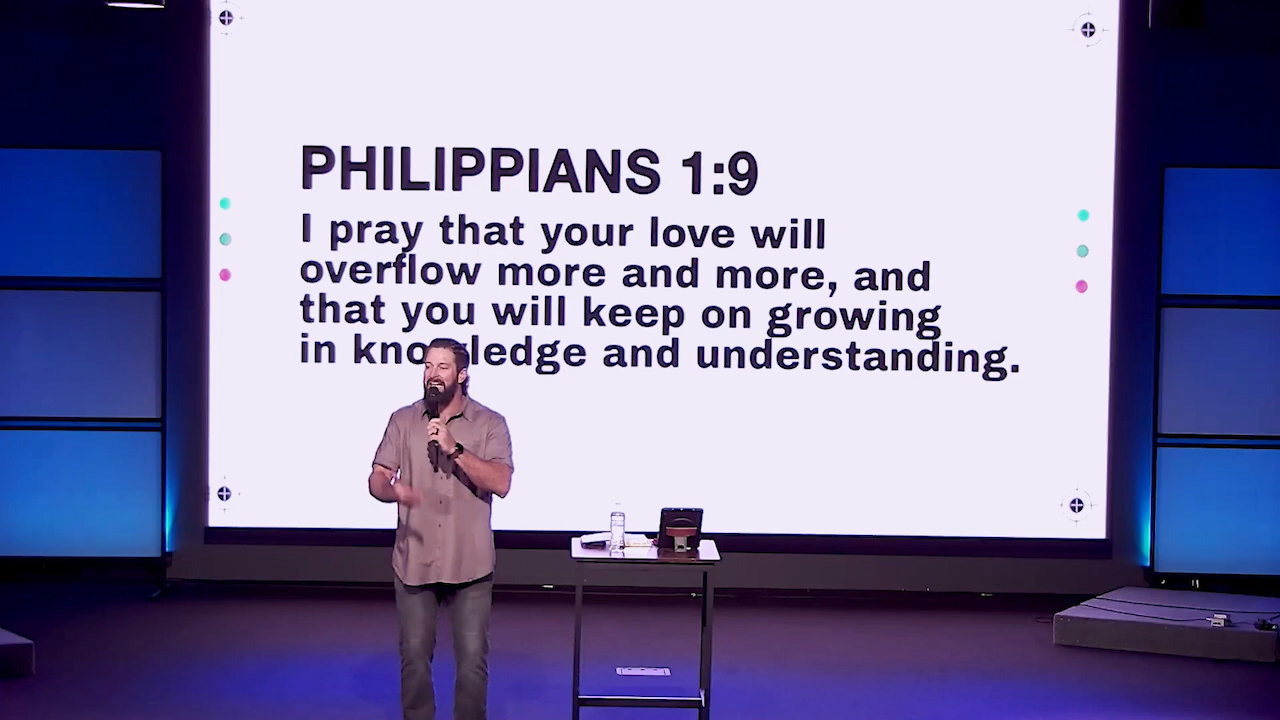 PHILIPPIANS 1:9
I pray that your love will
overflow more and more, and
that you will keep on growing
in knowledge and understanding.